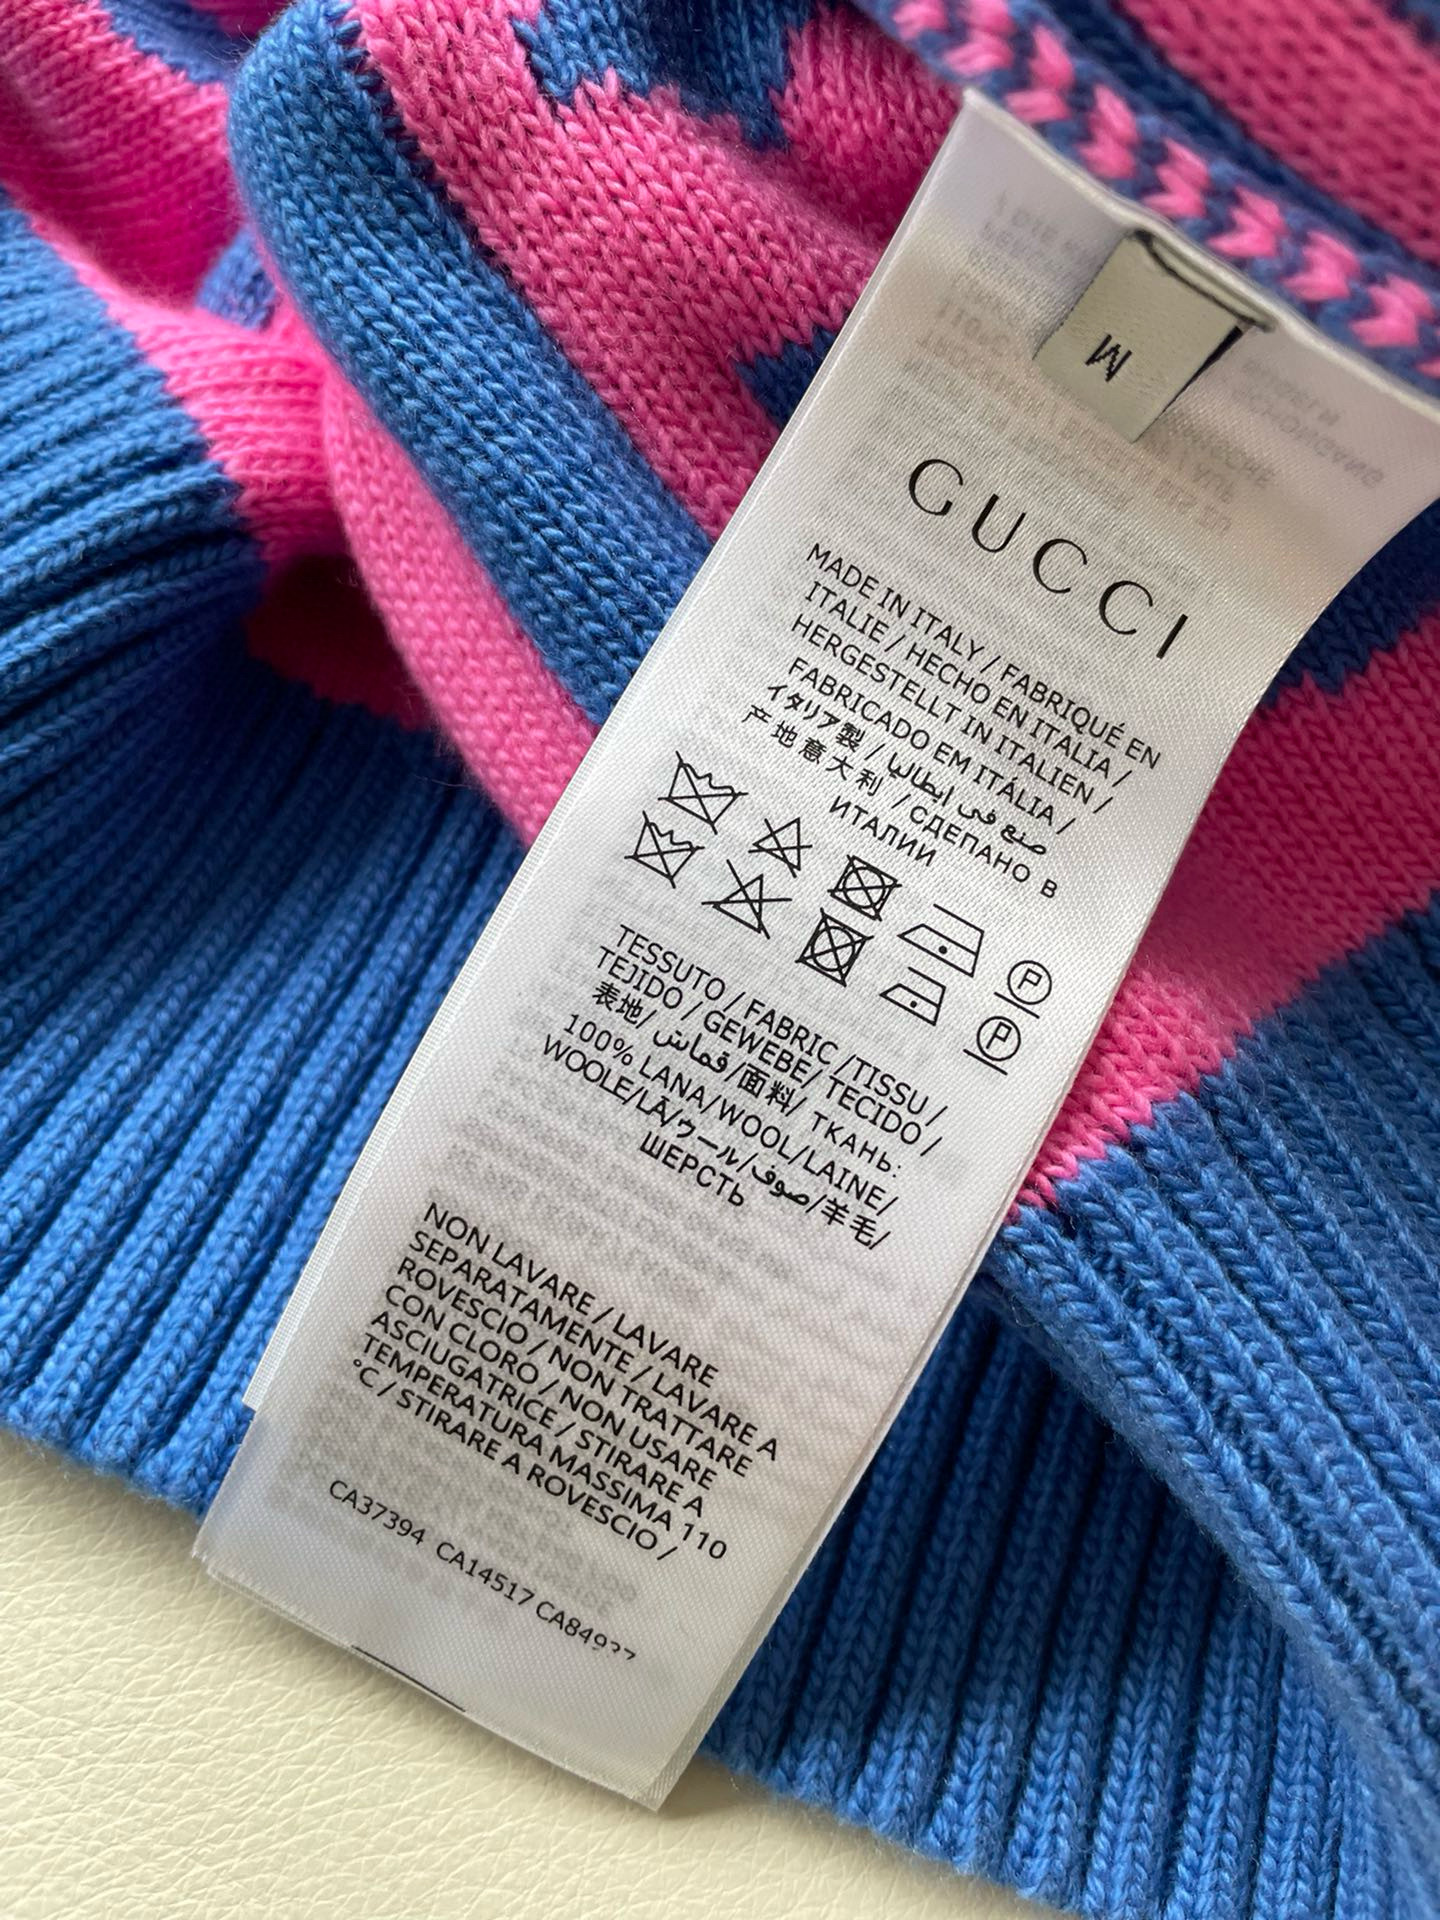 M
GUCCI
MADE IN ITALY / FABRIQUÉ EN
ITALIE / HECHO EN ITALIA /
HERGESTELLT IN ITALIEN /
FABRICADO EM ITÁLIA /
イタリア製 / صنع في إيطاليا
产地意大利 / СДЕЛАНО В
ИТАЛИИ
P
P
TESSUTO / FABRIC /TISSU /
TEJIDO / GEWEBE/ TECIDO /
表地/ قماش/面料/ ТКАНЬ:
100% LANA/WOOL/LAINE/
WOOLE/LÃ/ウール/صوف/羊毛/
ШЕРСТЬ
NON LAVARE / LAVARE
SEPARATAMENTE / LAVARE A
ROVESCIO / NON TRATTARE
CON CLORO / NON USARE
ASCIUGATRICE / STIRARE A
TEMPERATURA MASSIMA 110
°C / STIRARE A ROVESCIO /
CA37394 CA14517